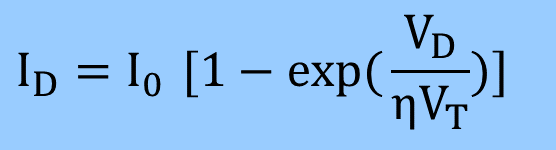 I_D = I_0 [1 − exp(V_D/ηV_T)]